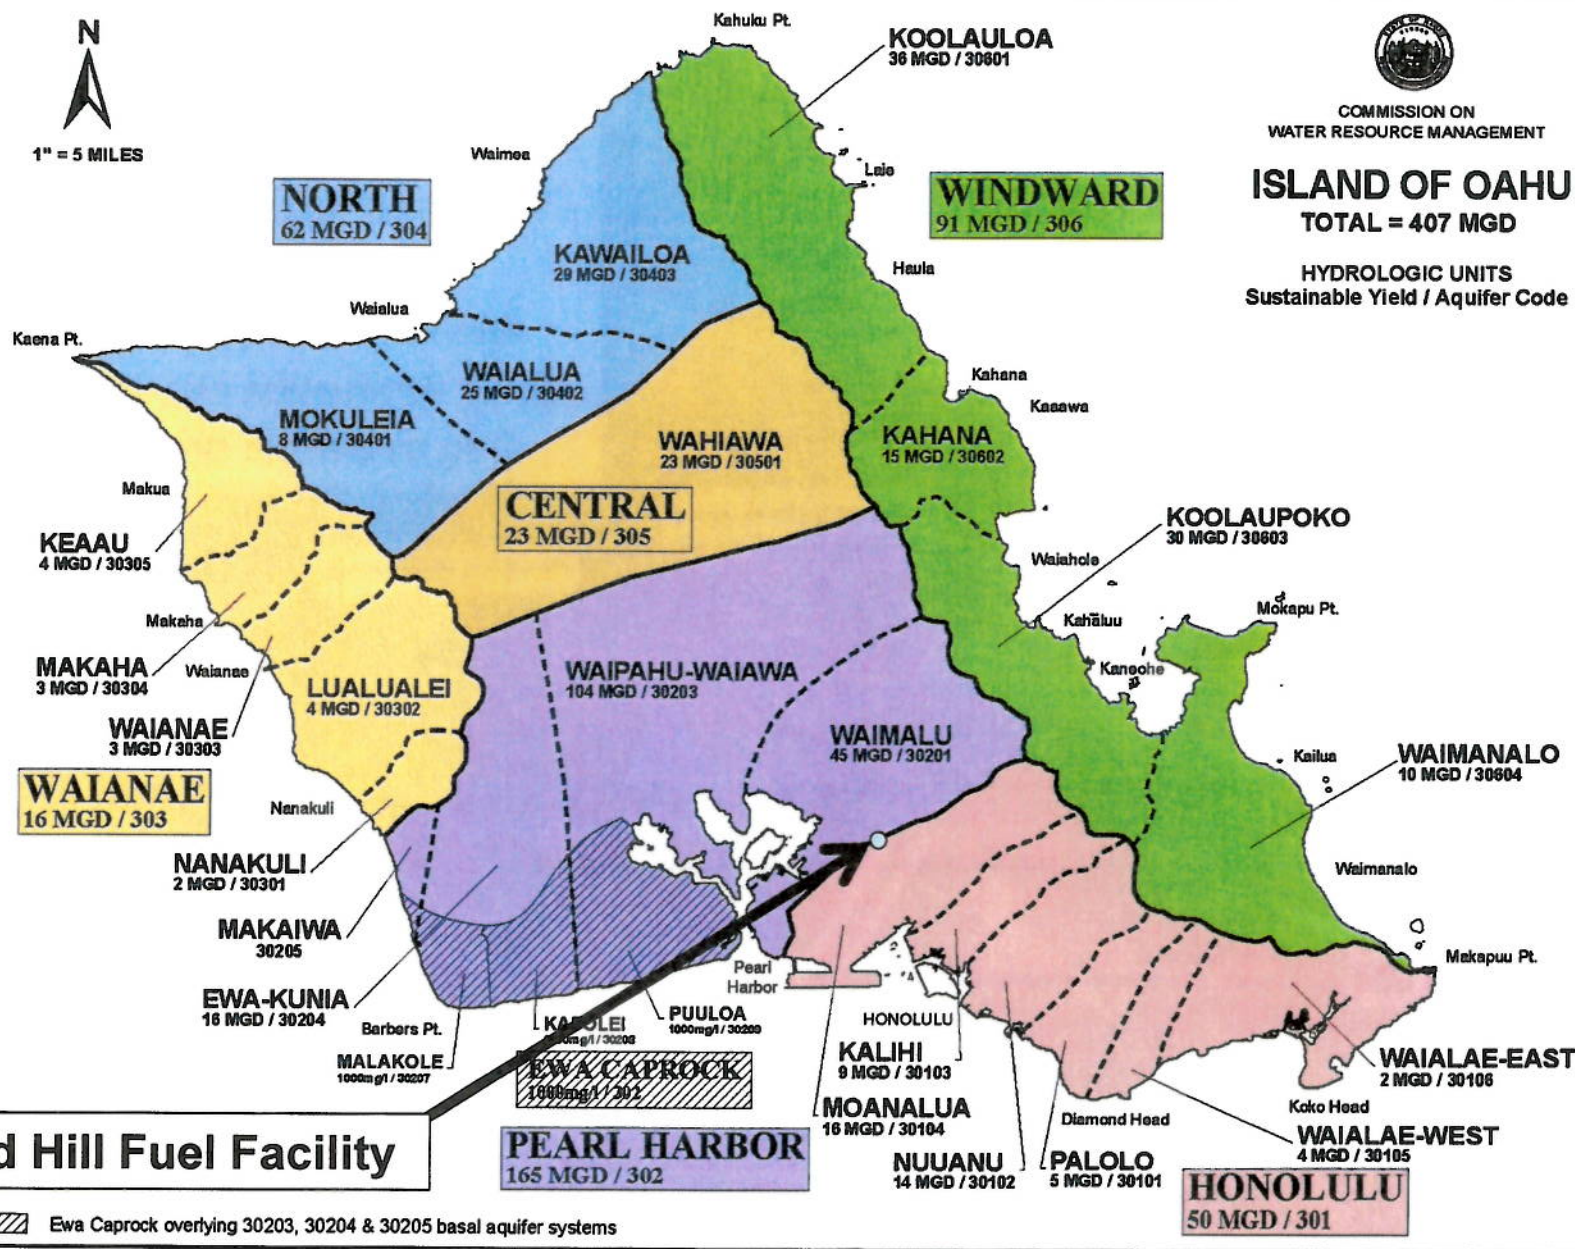 N
1" = 5 MILES
Kahuku Pt.
KOOLAULOA
36 MGD / 30601
COMMISSION ON
WATER RESOURCE MANAGEMENT
ISLAND OF OAHU
TOTAL = 407 MGD
HYDROLOGIC UNITS
Sustainable Yield / Aquifer Code
Waimea
Laie
NORTH
62 MGD / 304
WINDWARD
91 MGD / 306
KAWAILOA
29 MGD / 30403
Haula
Waialua
Kaena Pt.
WAIALUA
25 MGD / 30402
Kahana
Kaaawa
MOKULEIA
8 MGD / 30401
WAHIAWA
23 MGD / 30501
KAHANA
15 MGD / 30602
Makua
CENTRAL
23 MGD / 305
KOOLAUPOKO
30 MGD / 30603
KEAAU
4 MGD / 30305
Waiahole
Makaha
Kahaluu
Mokapu Pt.
MAKAHA
3 MGD / 30304
Waianae
Kaneohe
WAIPAHU-WAIAWA
104 MGD / 30203
LUALUALEI
4 MGD / 30302
WAIANAE
3 MGD / 30303
WAIMALU
45 MGD / 30201
Kailua
WAIMANALO
10 MGD / 30604
WAIANAE
16 MGD / 303
Nanakuli
NANAKULI
2 MGD / 30301
Waimanalo
MAKAIWA
30205
Makapuu Pt.
Pearl
Harbor
EWA-KUNIA
16 MGD / 30204
Barbers Pt.
PUULOA
1000mg/l / 30209
HONOLULU
MALAKOLE
1000mg/l / 30207
KAPOLEI
EWA CAPROCK
1000mg/l / 302
KALIHI
9 MGD / 30103
WAIALAE-EAST
2 MGD / 30106
MOANALUA
16 MGD / 30104
Diamond Head
Koko Head
WAIALAE-WEST
4 MGD / 30105
d Hill Fuel Facility
PEARL HARBOR
165 MGD / 302
NUUANU
14 MGD / 30102
PALOLO
5 MGD / 30101
HONOLULU
50 MGD / 301
Ewa Caprock overlying 30203, 30204 & 30205 basal aquifer systems